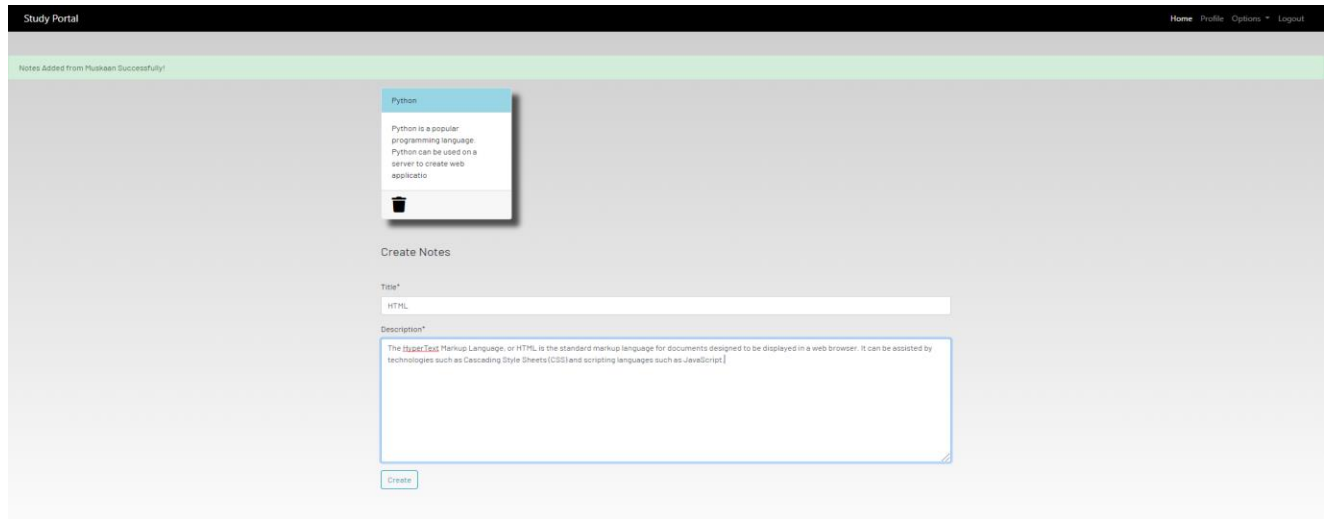 Study Portal
Home Profile Options Logout
Notes Added from Muskaan Successfully!
Python
Python is a popular
programming language
Python can be used on a
server to create web
applicatio
Create Notes
Title*
HTML
Description*
The HyperText Markup Language, or HTML is the standard markup language for documents designed to be displayed in a web browser. It can be assisted by
technologies such as Cascading Style Sheets (CSS) and scripting languages such as JavaScript.
Create